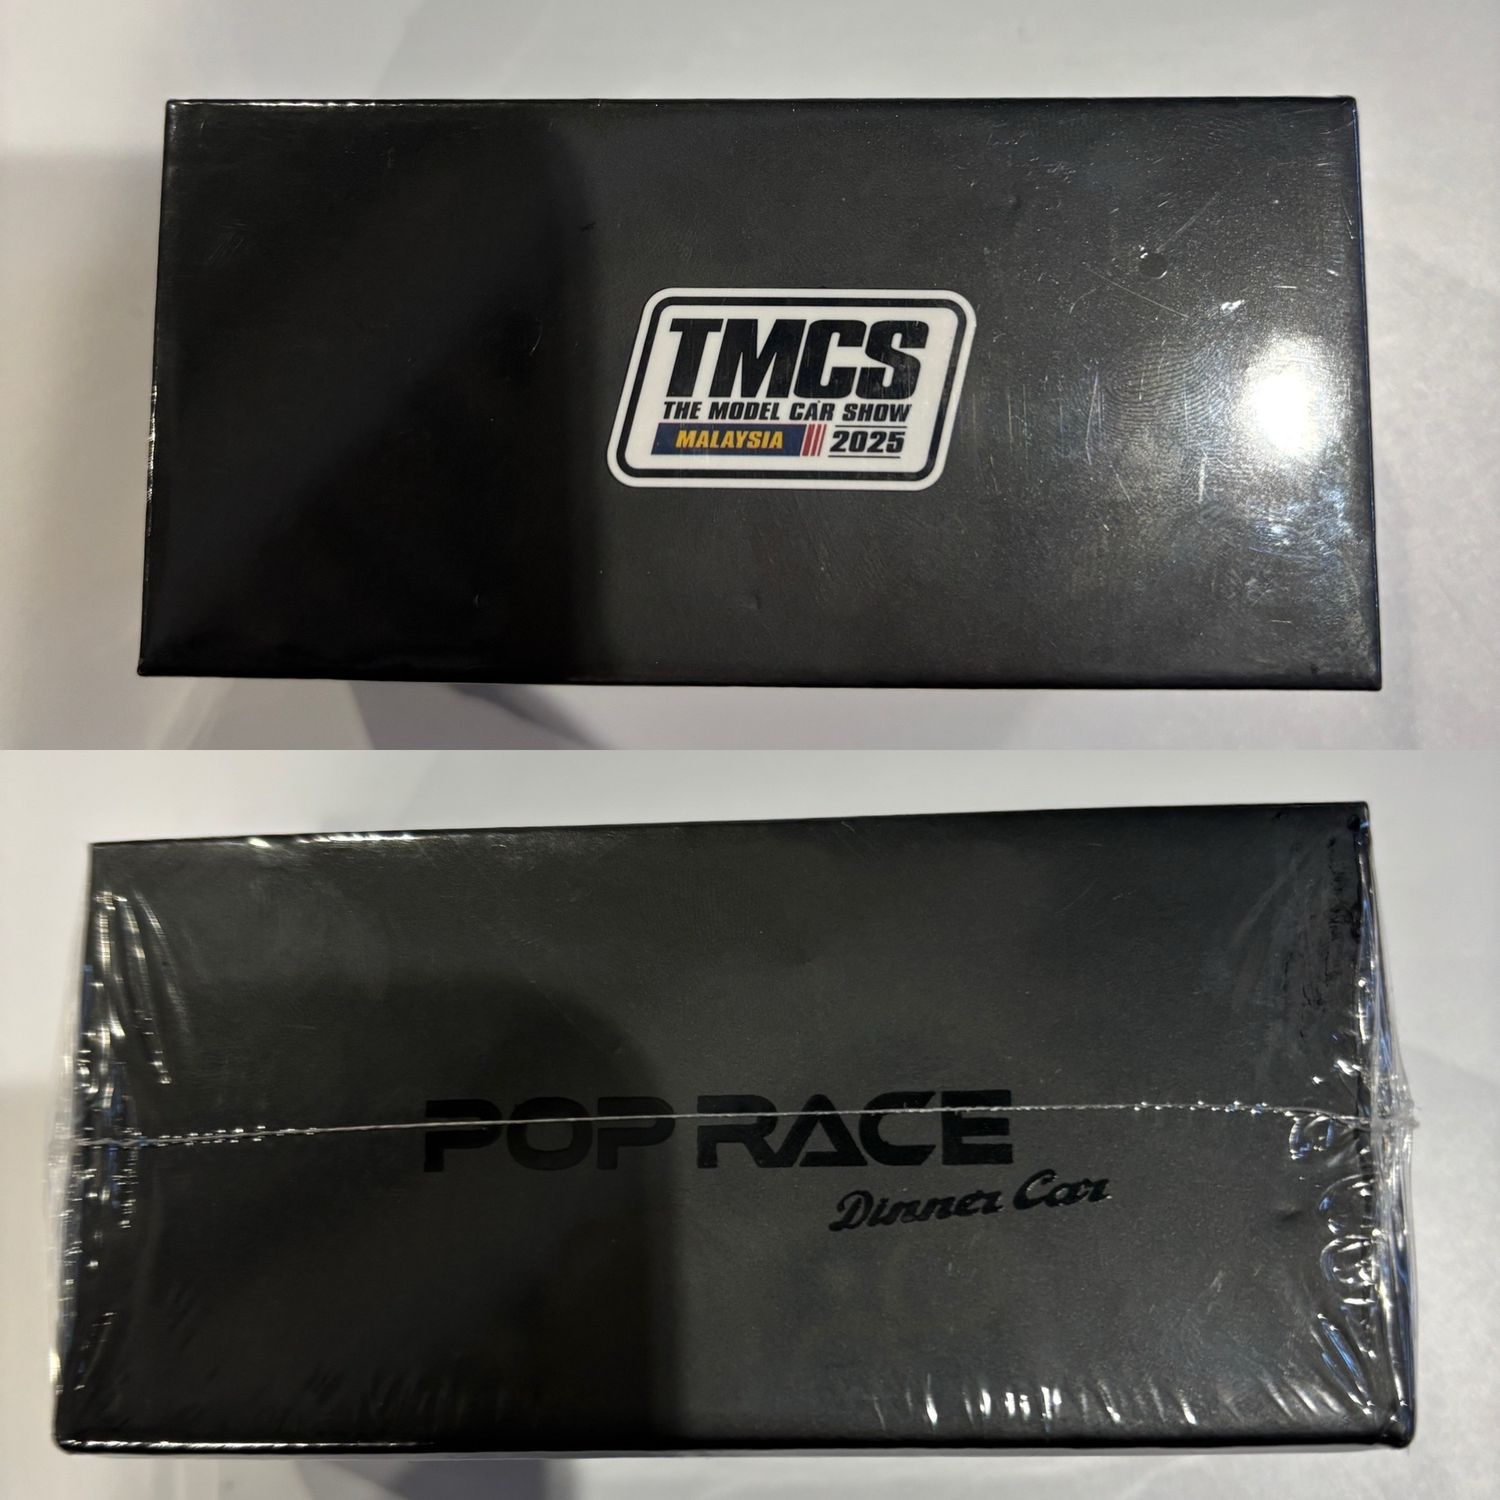 TMCS
THE MODEL CAR SHOW
MALAYSIA 2025
POP RACE
Dinner Car